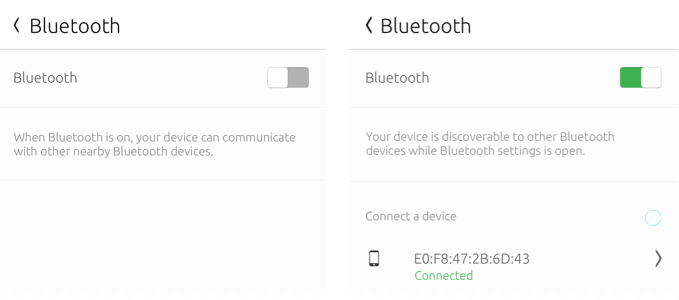 Bluetooth
Bluetooth
When Bluetooth is on, your device can communicate
with other nearby Bluetooth devices.
Bluetooth
Bluetooth
Your device is discoverable to other Bluetooth
devices while Bluetooth settings is open.
Connect a device
E0:F8:47:2B:6D:43
Connected